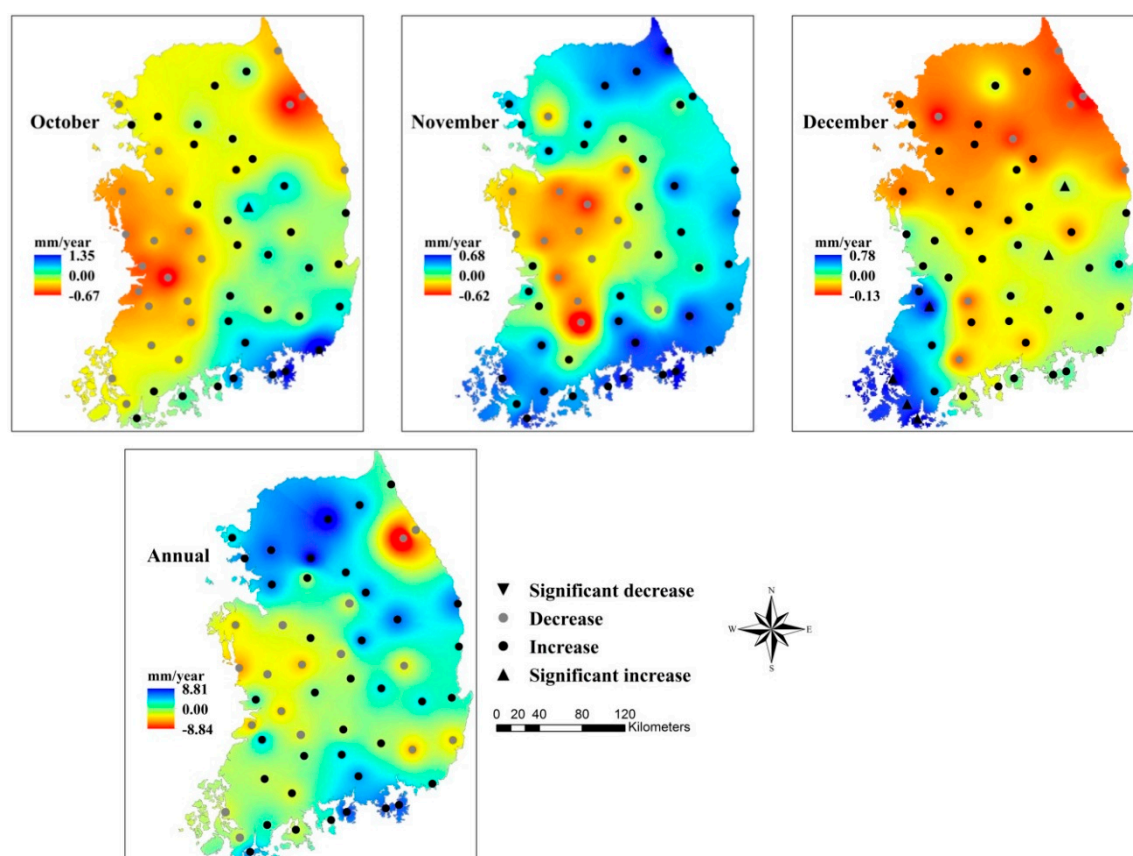 October
mm/year
1.35
0.00
-0.67
November
mm/year
0.68
0.00
-0.62
December
mm/year
0.78
0.00
-0.13
Annual
mm/year
8.81
0.00
-8.84
Significant decrease
Decrease
Increase
Significant increase
0 20 40 80 120
Kilometers
N
W E
S